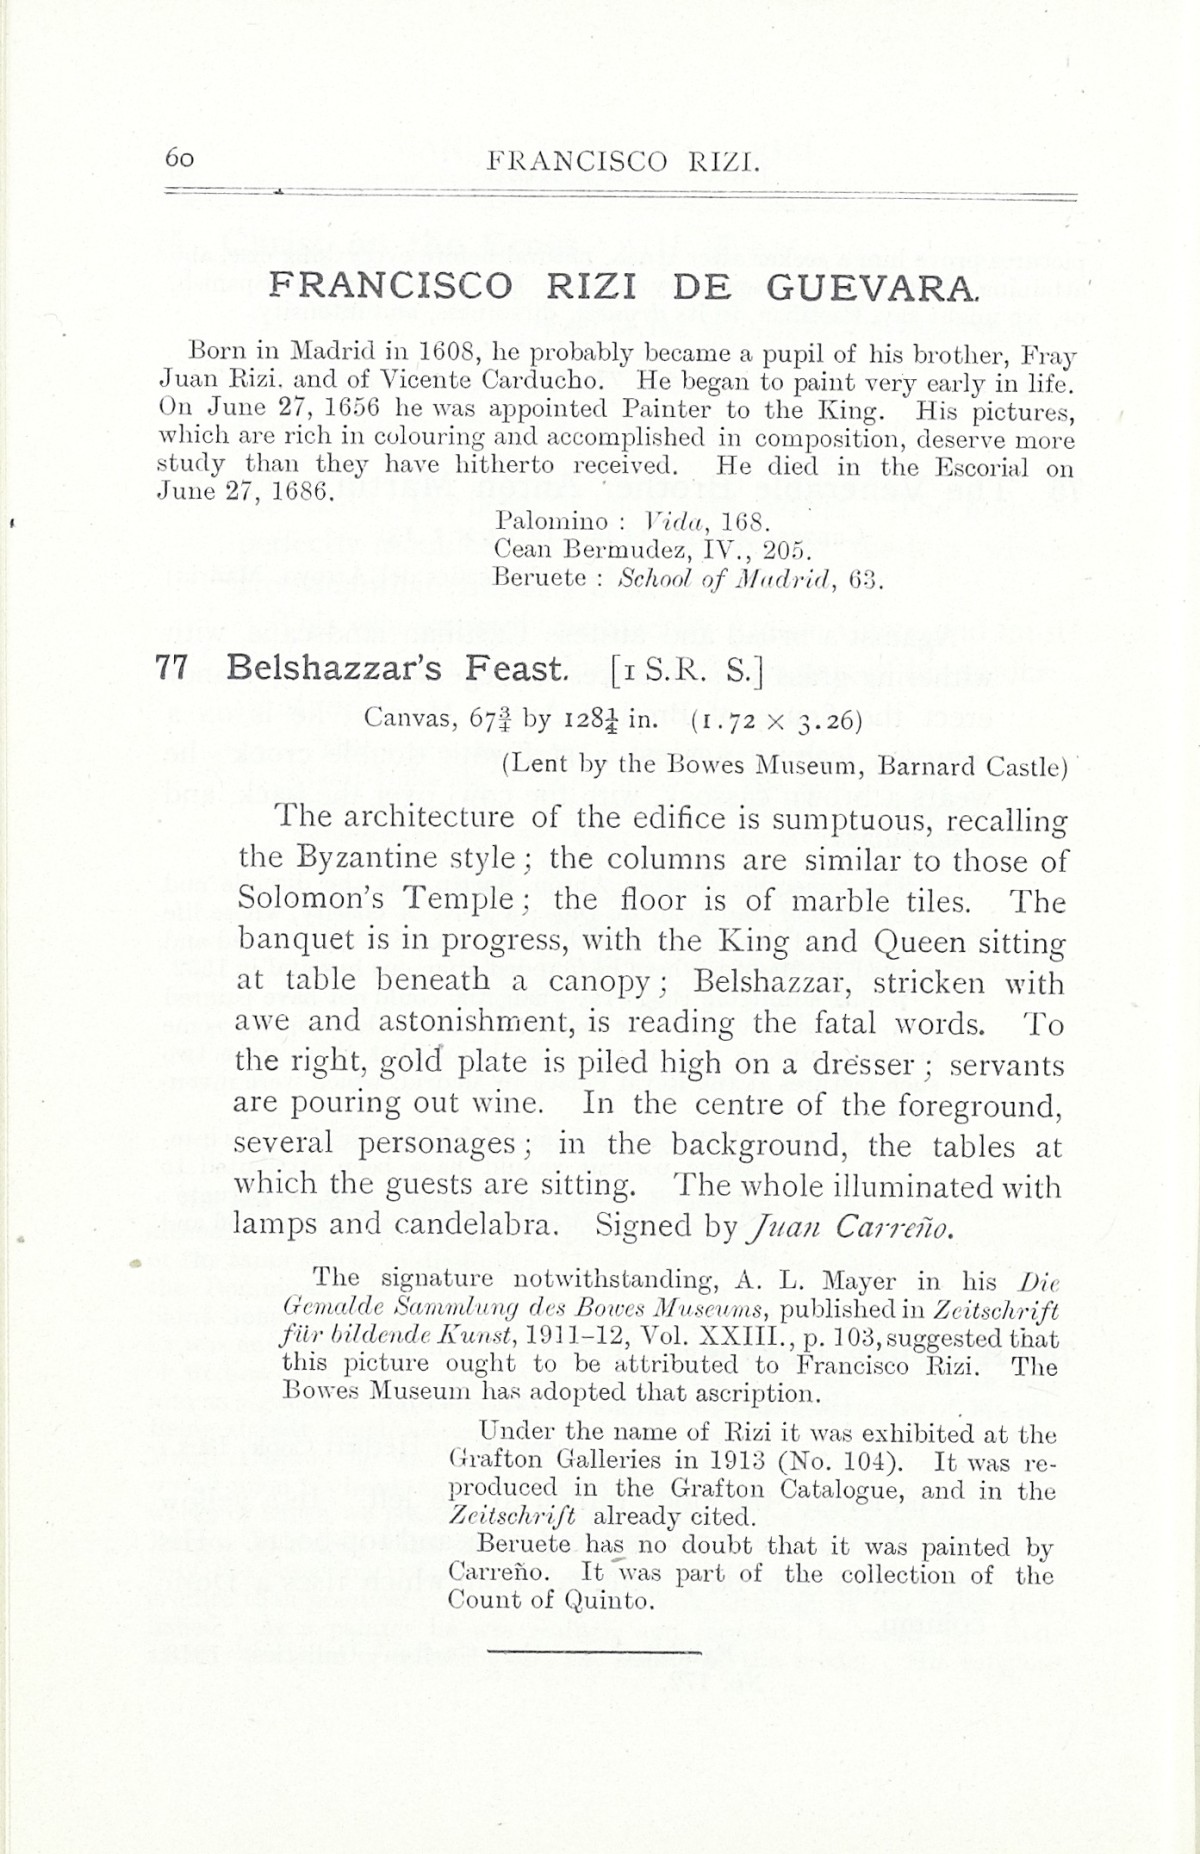 60 FRANCISCO RIZI.
FRANCISCO RIZI DE GUEVARA.
Born in Madrid in 1608, he probably became a pupil of his brother, Fray
Juan Rizi. and of Vicente Carducho. He began to paint very early in life.
On June 27, 1656 he was appointed Painter to the King. His pictures,
which are rich in colouring and accomplished in composition, deserve more
study than they have hitherto received. He died in the Escorial on
June 27, 1686.
Palomino : Vida, 168.
Cean Bermudez, IV., 205.
Beruete : School of Madrid, 63.
77 Belshazzar's Feast. [1 S.R. S.]
Canvas, 67¾ by 128¼ in. (1.72 × 3.26)
(Lent by the Bowes Museum, Barnard Castle)
The architecture of the edifice is sumptuous, recalling
the Byzantine style ; the columns are similar to those of
Solomon's Temple ; the floor is of marble tiles. The
banquet is in progress, with the King and Queen sitting
at table beneath a canopy ; Belshazzar, stricken with
awe and astonishment, is reading the fatal words. To
the right, gold plate is piled high on a dresser ; servants
are pouring out wine. In the centre of the foreground,
several personages ; in the background, the tables at
which the guests are sitting. The whole illuminated with
lamps and candelabra. Signed by Juan Carreño.
The signature notwithstanding, A. L. Mayer in his Die
Gemalde Sammlung des Bowes Museums, published in Zeitschrift
für bildende Kunst, 1911-12, Vol. XXIII., p. 103, suggested that
this picture ought to be attributed to Francisco Rizi. The
Bowes Museum has adopted that ascription.
Under the name of Rizi it was exhibited at the
Grafton Galleries in 1913 (No. 104). It was re-
produced in the Grafton Catalogue, and in the
Zeitschrift already cited.
Beruete has no doubt that it was painted by
Carreño. It was part of the collection of the
Count of Quinto.